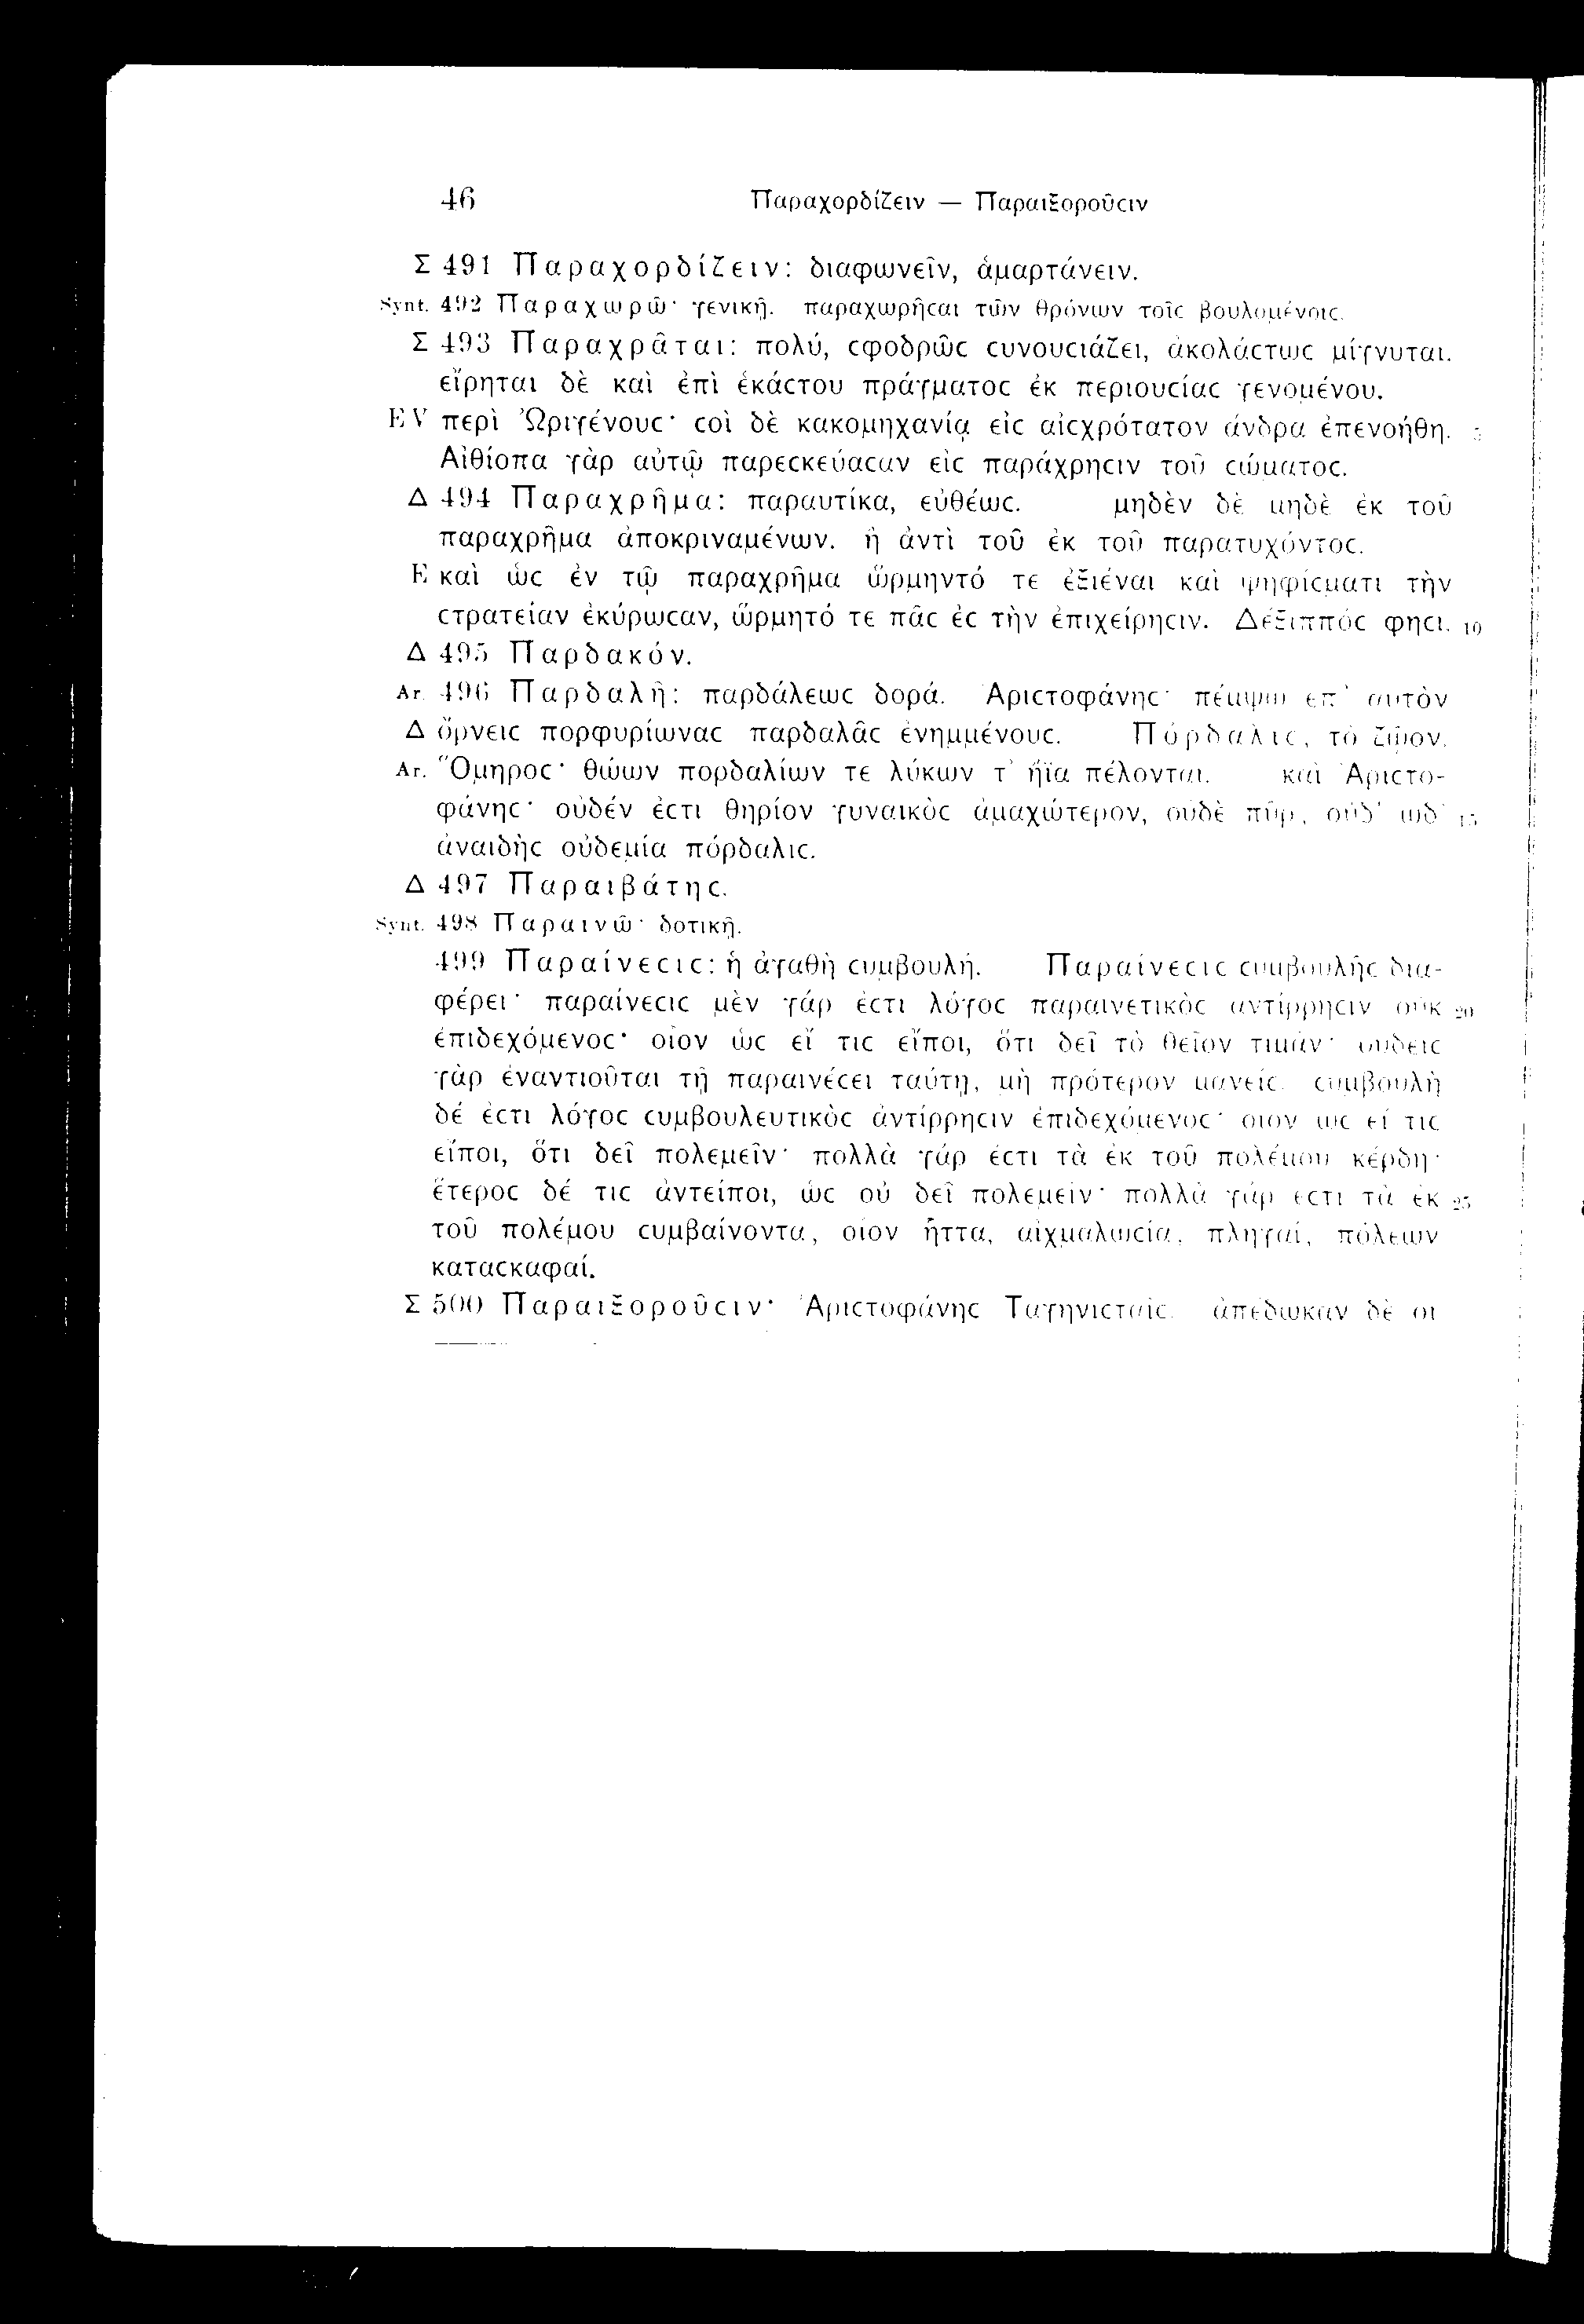 46 Παραχορδίζειν — Παραιξοροῦϲιν
Σ 491 Παραχορδίζειν: διαφωνεῖν, ἁμαρτάνειν.
Synt. 492 Παραχωρῶ· γενικῇ. παραχωρῆϲαι τῶν θρόνων τοῖϲ βουλομένοιϲ.
Σ 493 Παραχρᾶται: πολύ, ϲφοδρῶϲ ϲυνουϲιάζει, ἀκολάϲτωϲ μίγνυται.
εἴρηται δὲ καὶ ἐπὶ ἑκάϲτου πράγματοϲ ἐκ περιουϲίαϲ γενομένου.
EV περὶ Ὠριγένουϲ· ϲοὶ δὲ κακομηχανίᾳ εἰϲ αἰϲχρότατον ἄνδρα ἐπενοήθη. 5
Αἰθίοπα γὰρ αὐτῷ παρεϲκεύαϲαν εἰϲ παράχρηϲιν τοῦ ϲώματοϲ.
Δ 494 Παραχρῆμα: παραυτίκα, εὐθέωϲ. μηδὲν δὲ μηδὲ ἐκ τοῦ
παραχρῆμα ἀποκριναμένων. ἢ ἀντὶ τοῦ ἐκ τοῦ παρατυχόντοϲ.
E καὶ ὡϲ ἐν τῷ παραχρῆμα ὥρμηντό τε ἐξιέναι καὶ ψηφίϲματι τὴν
ϲτρατείαν ἐκύρωϲαν, ὥρμητό τε πᾶϲ ἐϲ τὴν ἐπιχείρηϲιν. Δέξιππόϲ φηϲι. 10
Δ 495 Παρδακόν.
Ar. 496 Παρδαλῆ: παρδάλεωϲ δορά. Ἀριϲτοφάνηϲ· πέμψω ἐπ' αὐτὸν
Δ ὄρνειϲ πορφυρίωναϲ παρδαλᾶϲ ἐνημμένουϲ. Πόρδαλιϲ, τὸ ζῷον.
Ar. Ὅμηροϲ· θώων πορδαλίων τε λύκων τ' ἤϊα πέλονται. καὶ Ἀριϲτο-
φάνηϲ· οὐδέν ἐϲτι θηρίον γυναικὸϲ ἀμαχώτερον, οὐδὲ πῦρ, οὐδ' ὧδ' 15
ἀναιδὴϲ οὐδεμία πόρδαλιϲ.
Δ 497 Παραιβάτηϲ.
Synt. 498 Παραινῶ· δοτικῇ.
499 Παραίνεϲιϲ: ἡ ἀγαθὴ ϲυμβουλή. Παραίνεϲιϲ ϲυμβουλῆϲ δια-
φέρει· παραίνεϲιϲ μὲν γάρ ἐϲτι λόγοϲ παραινετικὸϲ ἀντίρρηϲιν οὐκ 20
ἐπιδεχόμενοϲ· οἷον ὡϲ εἴ τιϲ εἴποι, ὅτι δεῖ τὸ θεῖον τιμᾶν· οὐδεὶϲ
γὰρ ἐναντιοῦται τῇ παραινέϲει ταύτῃ, μὴ πρότερον μανείϲ. ϲυμβουλὴ
δέ ἐϲτι λόγοϲ ϲυμβουλευτικὸϲ ἀντίρρηϲιν ἐπιδεχόμενοϲ· οἷον ὡϲ εἴ τιϲ
εἴποι, ὅτι δεῖ πολεμεῖν· πολλὰ γάρ ἐϲτι τὰ ἐκ τοῦ πολέμου κέρδη·
ἕτεροϲ δέ τιϲ ἀντείποι, ὡϲ οὐ δεῖ πολεμεῖν· πολλὰ γάρ ἐϲτι τὰ ἐκ 25
τοῦ πολέμου ϲυμβαίνοντα, οἷον ἧττα, αἰχμαλωϲία, πληγαί, πόλεων
καταϲκαφαί.
Σ 500 Παραιξοροῦϲιν· Ἀριϲτοφάνηϲ Ταγηνιϲταῖϲ. ἀπέδωκαν δὲ οἱ